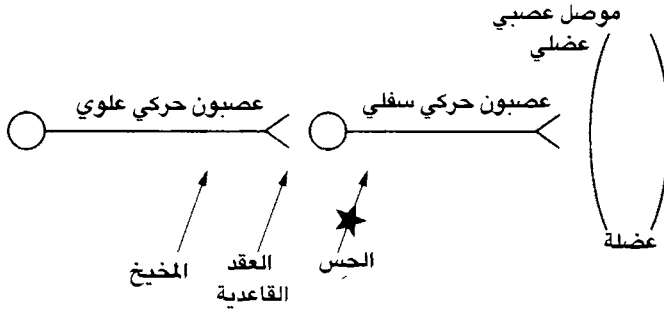 موصل عصبي
عضلي
عصبون حركي سفلي
عصبون حركي علوي
عضلة
الحس
العقد
القاعدية
المخيخ